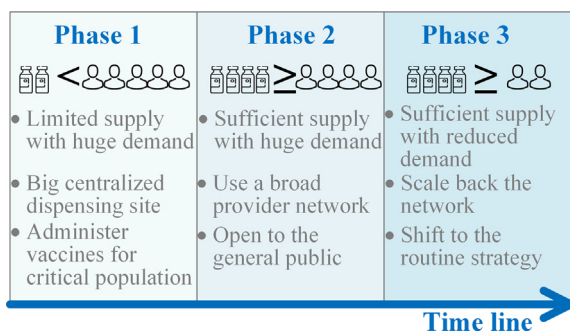 Phase 1
<
• Limited supply
with huge demand
• Big centralized
dispensing site
• Administer
vaccines for
critical population
Phase 2
≥
• Sufficient supply
with huge demand
• Use a broad
provider network
• Open to the
general public
Phase 3
≥
• Sufficient supply
with reduced
demand
• Scale back the
network
• Shift to the
routine strategy
Time line